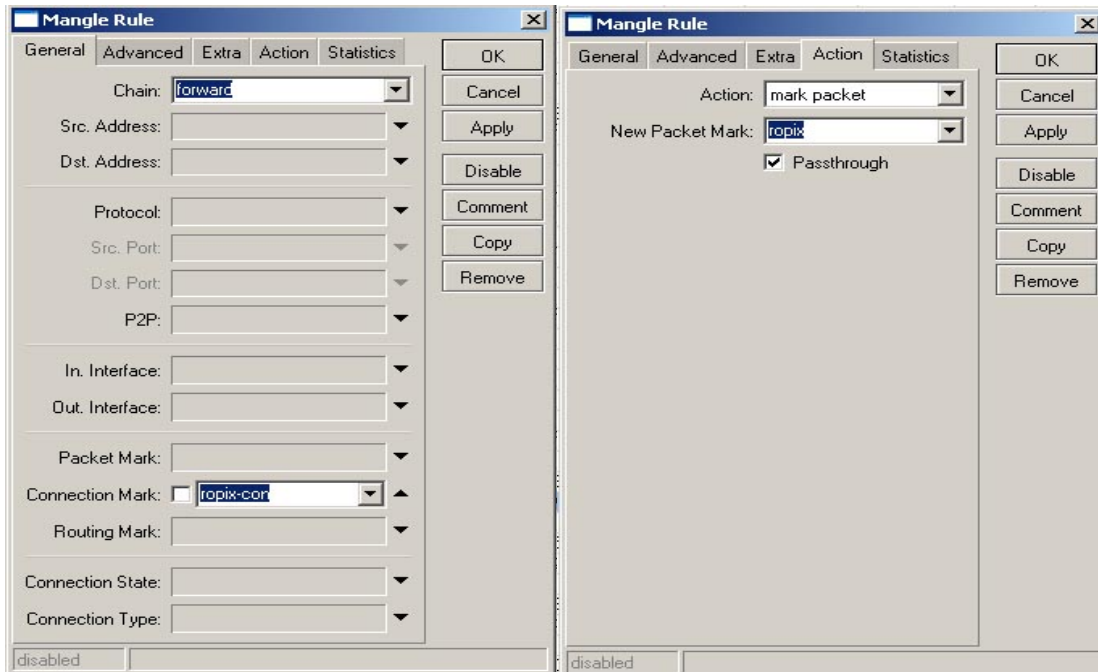 Mangle Rule
General Advanced Extra Action Statistics
Chain: forward
Src. Address:
Dst. Address:
Protocol:
Src. Port:
Dst. Port:
P2P:
In. Interface:
Out. Interface:
Packet Mark:
Connection Mark: ropix-con
Routing Mark:
Connection State:
Connection Type:
OK
Cancel
Apply
Disable
Comment
Copy
Remove
disabled
Mangle Rule
General Advanced Extra Action Statistics
Action: mark packet
New Packet Mark: ropix
Passthrough
OK
Cancel
Apply
Disable
Comment
Copy
Remove
disabled